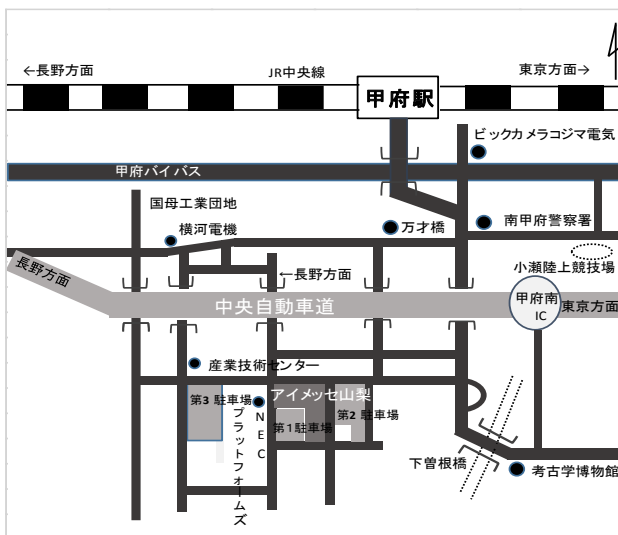 ←長野方面
JR中央線
東京方面→
甲府駅
ビックカメラコジマ電気
甲府バイパス
国母工業団地
横河電機
万才橋
南甲府警察署
長野方面
←長野方面
小瀬陸上競技場
中央自動車道
甲府南
IC
東京方面
産業技術センター
アイメッセ山梨
第3 駐車場
第2 駐車場
第1駐車場
NEC
プラットフォームズ
下曽根橋
考古学博物館